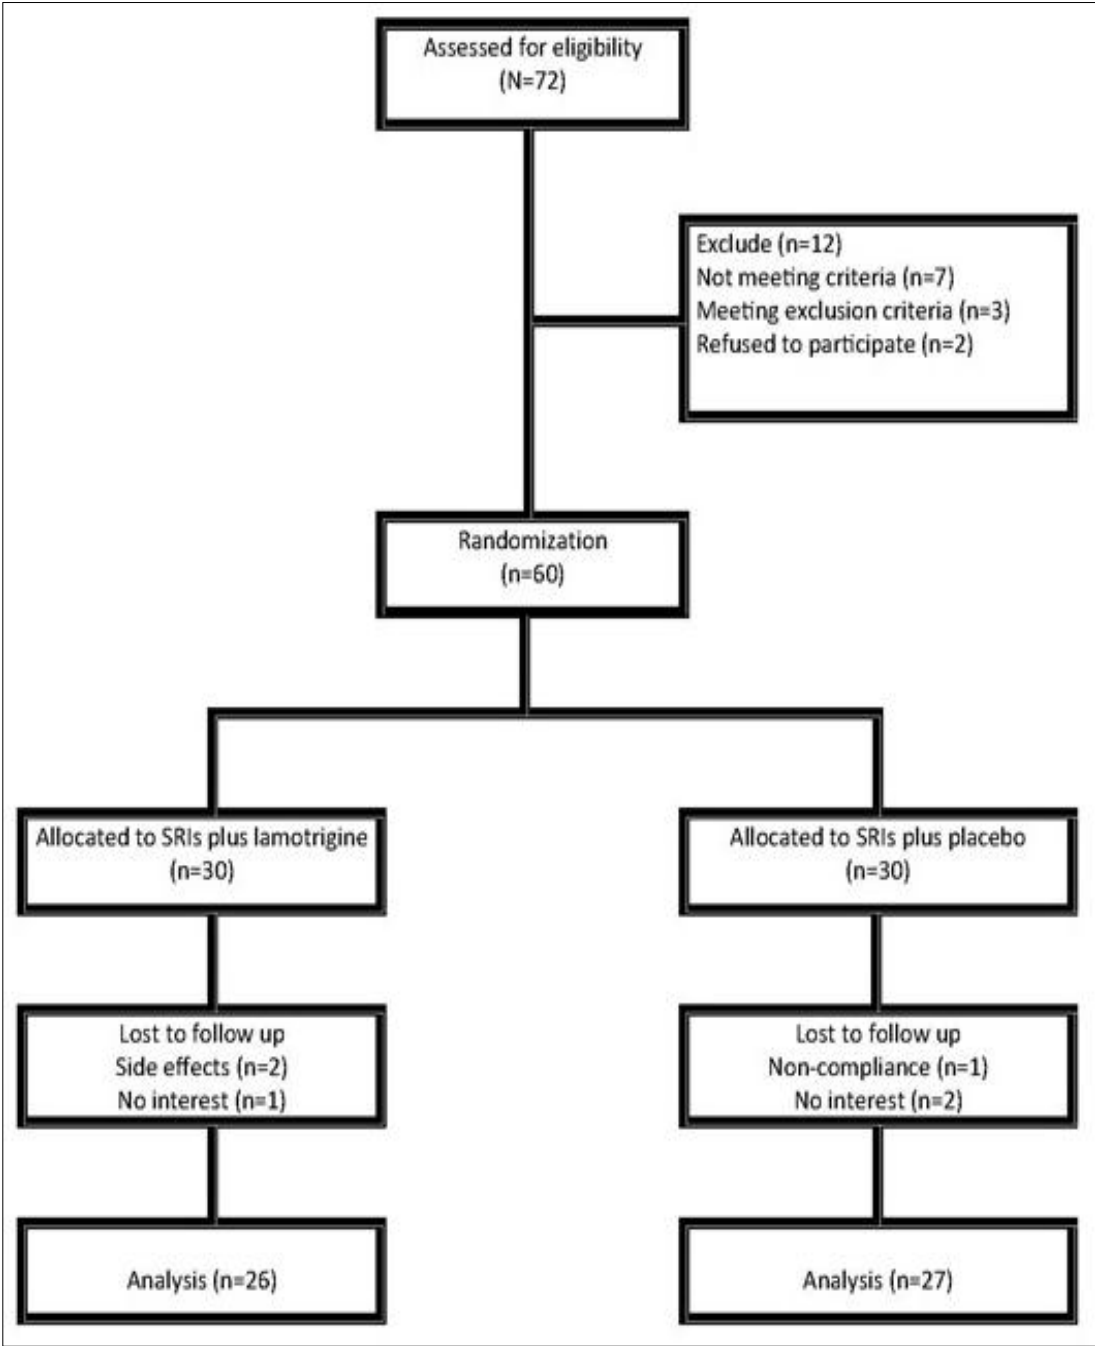 Assessed for eligibility
(N=72)
Exclude (n=12)
Not meeting criteria (n=7)
Meeting exclusion criteria (n=3)
Refused to participate (n=2)
Randomization
(n=60)
Allocated to SRIs plus lamotrigine
(n=30)
Allocated to SRIs plus placebo
(n=30)
Lost to follow up
Side effects (n=2)
No interest (n=1)
Lost to follow up
Non-compliance (n=1)
No interest (n=2)
Analysis (n=26)
Analysis (n=27)